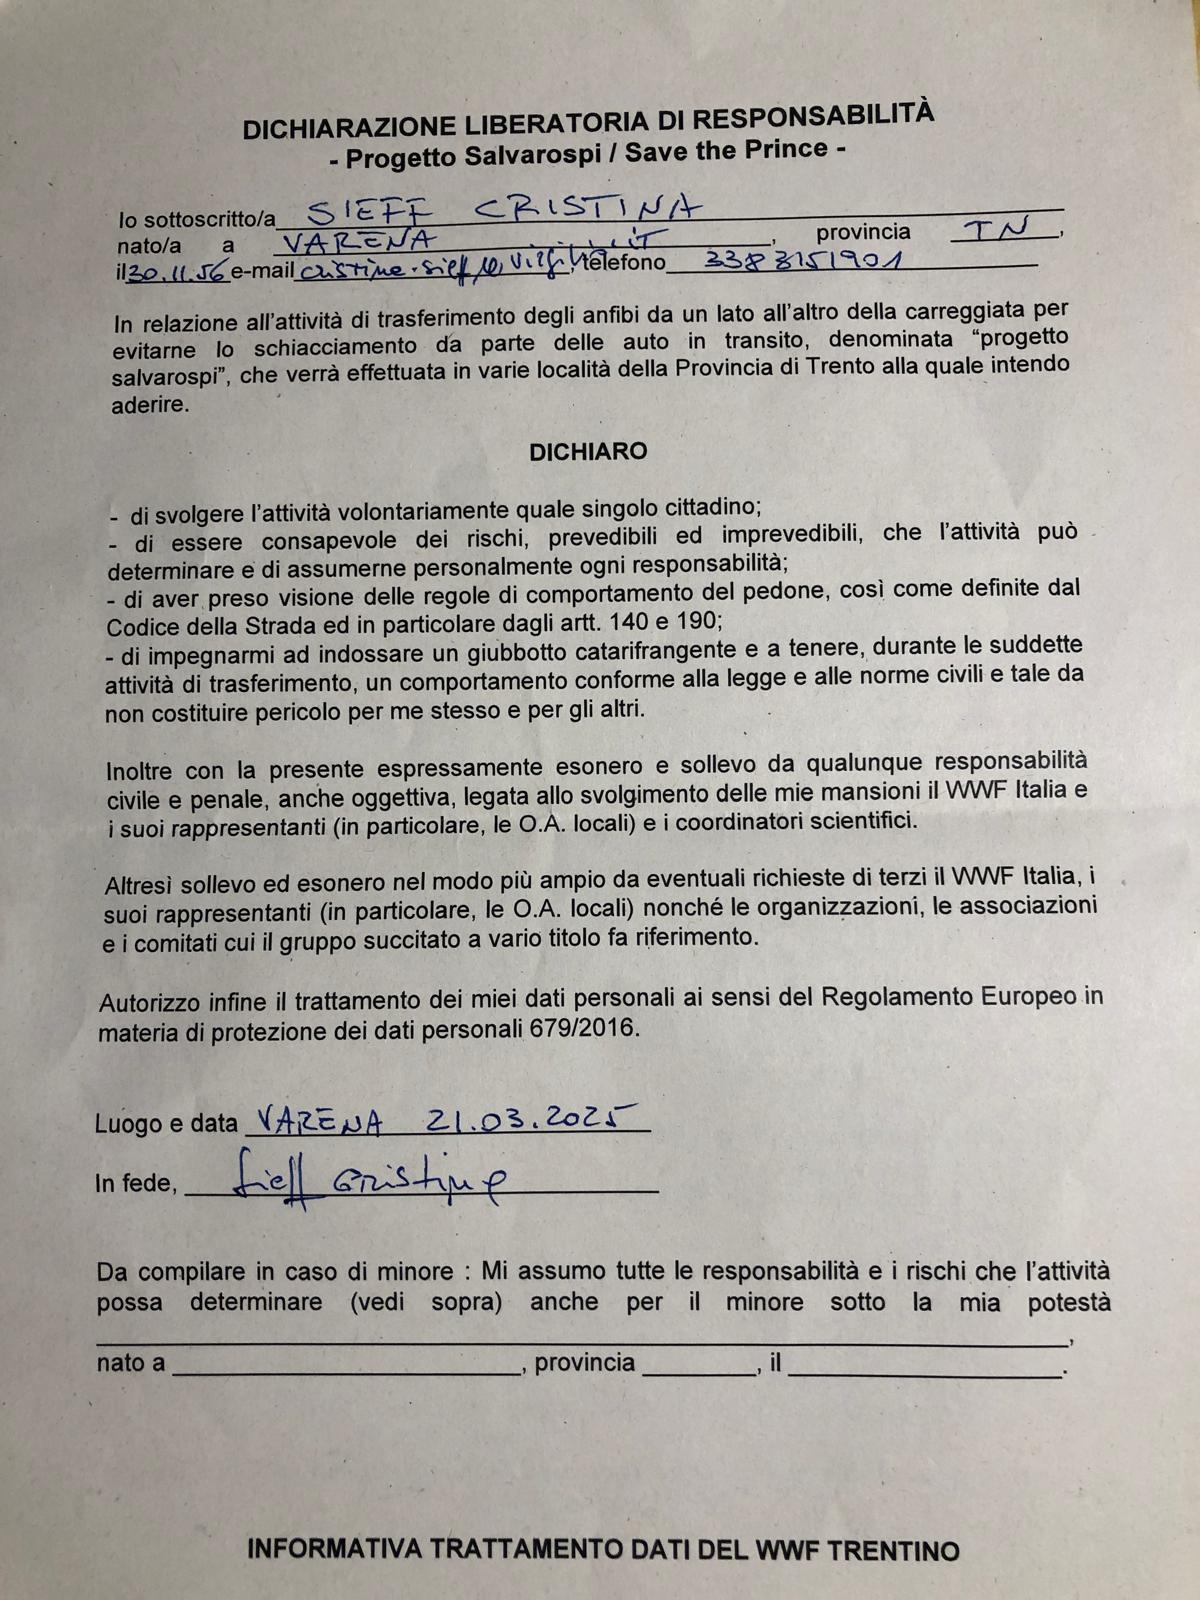 DICHIARAZIONE LIBERATORIA DI RESPONSABILITÀ
- Progetto Salvarospi / Save the Prince -
Io sottoscritto/a SIEFF CRISTINA
nato/a a VARENA, provincia TN,
il 30.11.56 e-mail cristina.sieff@virgilio.it, telefono 3383151901
In relazione all'attività di trasferimento degli anfibi da un lato all'altro della carreggiata per
evitarne lo schiacciamento da parte delle auto in transito, denominata “progetto
salvarospi”, che verrà effettuata in varie località della Provincia di Trento alla quale intendo
aderire.
DICHIARO
- di svolgere l'attività volontariamente quale singolo cittadino;
- di essere consapevole dei rischi, prevedibili ed imprevedibili, che l'attività può
determinare e di assumerne personalmente ogni responsabilità;
- di aver preso visione delle regole di comportamento del pedone, così come definite dal
Codice della Strada ed in particolare dagli artt. 140 e 190;
- di impegnarmi ad indossare un giubbotto catarifrangente e a tenere, durante le suddette
attività di trasferimento, un comportamento conforme alla legge e alle norme civili e tale da
non costituire pericolo per me stesso e per gli altri.
Inoltre con la presente espressamente esonero e sollevo da qualunque responsabilità
civile e penale, anche oggettiva, legata allo svolgimento delle mie mansioni il WWF Italia e
i suoi rappresentanti (in particolare, le O.A. locali) e i coordinatori scientifici.
Altresì sollevo ed esonero nel modo più ampio da eventuali richieste di terzi il WWF Italia, i
suoi rappresentanti (in particolare, le O.A. locali) nonché le organizzazioni, le associazioni
e i comitati cui il gruppo succitato a vario titolo fa riferimento.
Autorizzo infine il trattamento dei miei dati personali ai sensi del Regolamento Europeo in
materia di protezione dei dati personali 679/2016.
Luogo e data VARENA 21.03.2025
In fede, Sieff Cristina
Da compilare in caso di minore : Mi assumo tutte le responsabilità e i rischi che l'attività
possa determinare (vedi sopra) anche per il minore sotto la mia potestà
,
nato a , provincia , il .
INFORMATIVA TRATTAMENTO DATI DEL WWF TRENTINO